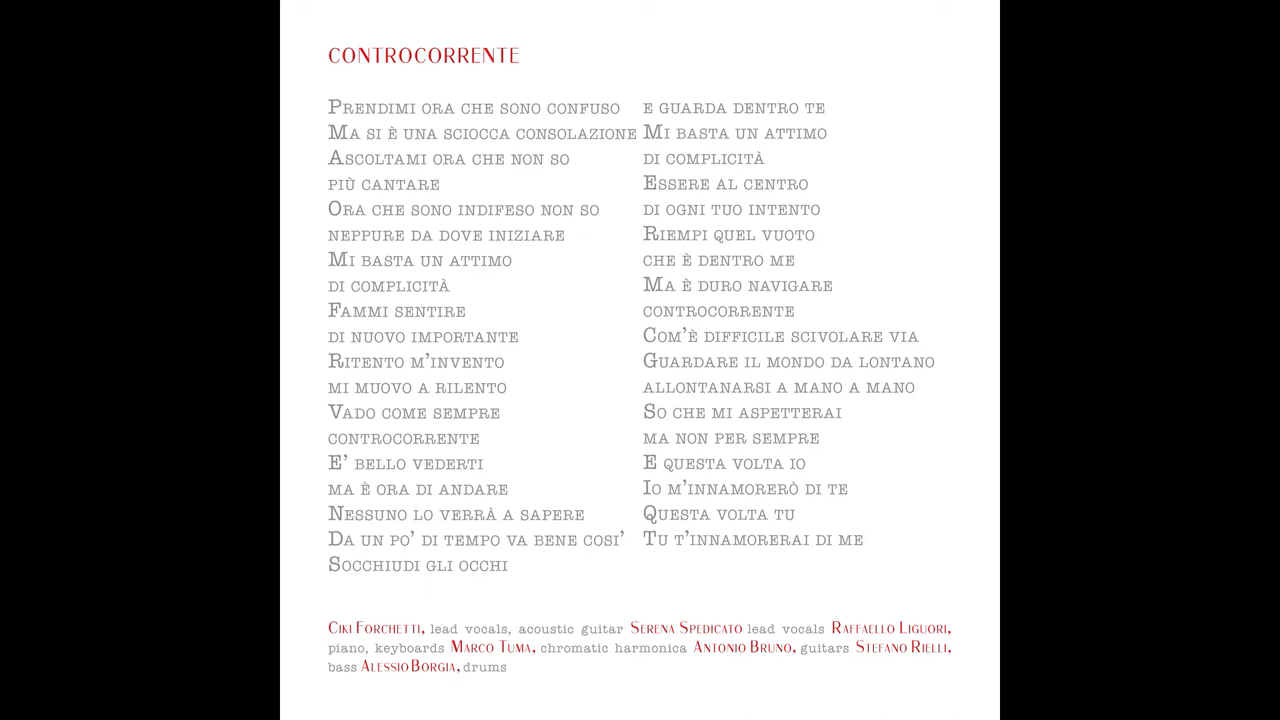 CONTROCORRENTE
PRENDIMI ORA CHE SONO CONFUSO
MA SI È UNA SCIOCCA CONSOLAZIONE
ASCOLTAMI ORA CHE NON SO
PIÙ CANTARE
ORA CHE SONO INDIFESO NON SO
NEPPURE DA DOVE INIZIARE
MI BASTA UN ATTIMO
DI COMPLICITÀ
FAMMI SENTIRE
DI NUOVO IMPORTANTE
RITENTO M'INVENTO
MI MUOVO A RILENTO
VADO COME SEMPRE
CONTROCORRENTE
E' BELLO VEDERTI
MA È ORA DI ANDARE
NESSUNO LO VERRÀ A SAPERE
DA UN PO' DI TEMPO VA BENE COSI'
SOCCHIUDI GLI OCCHI
E GUARDA DENTRO TE
MI BASTA UN ATTIMO
DI COMPLICITÀ
ESSERE AL CENTRO
DI OGNI TUO INTENTO
RIEMPI QUEL VUOTO
CHE È DENTRO ME
MA È DURO NAVIGARE
CONTROCORRENTE
COM'È DIFFICILE SCIVOLARE VIA
GUARDARE IL MONDO DA LONTANO
ALLONTANARSI A MANO A MANO
SO CHE MI ASPETTERAI
MA NON PER SEMPRE
E QUESTA VOLTA IO
IO M'INNAMORERÒ DI TE
QUESTA VOLTA TU
TU T'INNAMORERAI DI ME
CIKI FORCHETTI, lead vocals, acoustic guitar SERENA SPEDICATO lead vocals RAFFAELLO LIGUORI,
piano, keyboards MARCO TUMA, chromatic harmonica ANTONIO BRUNO, guitars STEFANO RIELLI,
bass ALESSIO BORGIA, drums